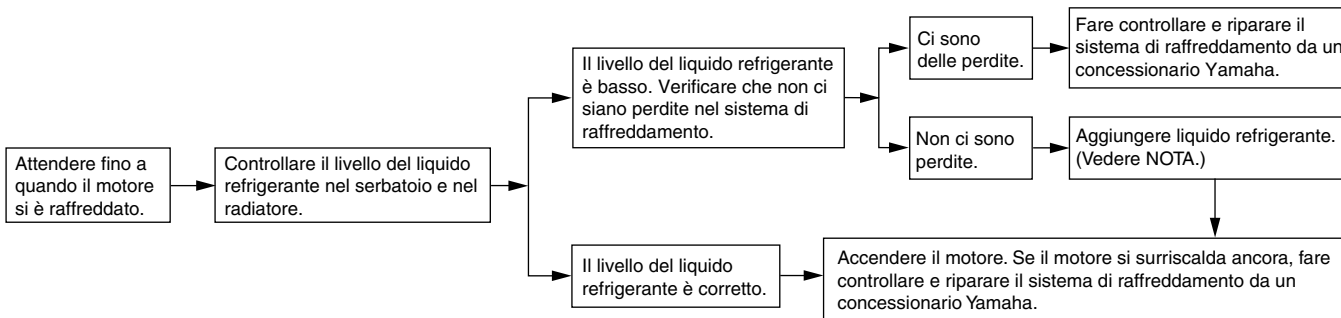 Attendere fino a
quando il motore
si è raffreddato.
Controllare il livello del liquido
refrigerante nel serbatoio e nel
radiatore.
Il livello del liquido refrigerante
è basso. Verificare che non ci
siano perdite nel sistema di
raffreddamento.
Ci sono
delle perdite.
Fare controllare e riparare il
sistema di raffreddamento da un
concessionario Yamaha.
Non ci sono
perdite.
Aggiungere liquido refrigerante.
(Vedere NOTA.)
Il livello del liquido
refrigerante è corretto.
Accendere il motore. Se il motore si surriscalda ancora, fare
controllare e riparare il sistema di raffreddamento da un
concessionario Yamaha.